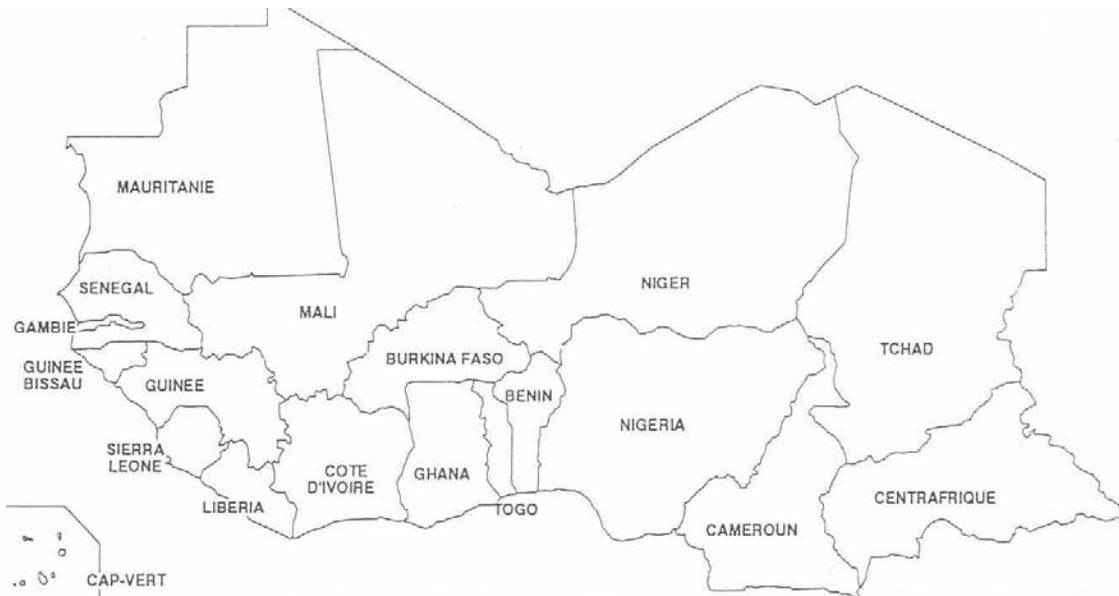 MAURITANIE
SENEGAL
MALI
NIGER
GAMBIE
TCHAD
BURKINA FASO
GUINEE
BISSAU
GUINEE
BENIN
NIGERIA
SIERRA
LEONE
COTE
D'IVOIRE
GHANA
LIBERIA
TOGO
CENTRAFRIQUE
CAMEROUN
CAP-VERT